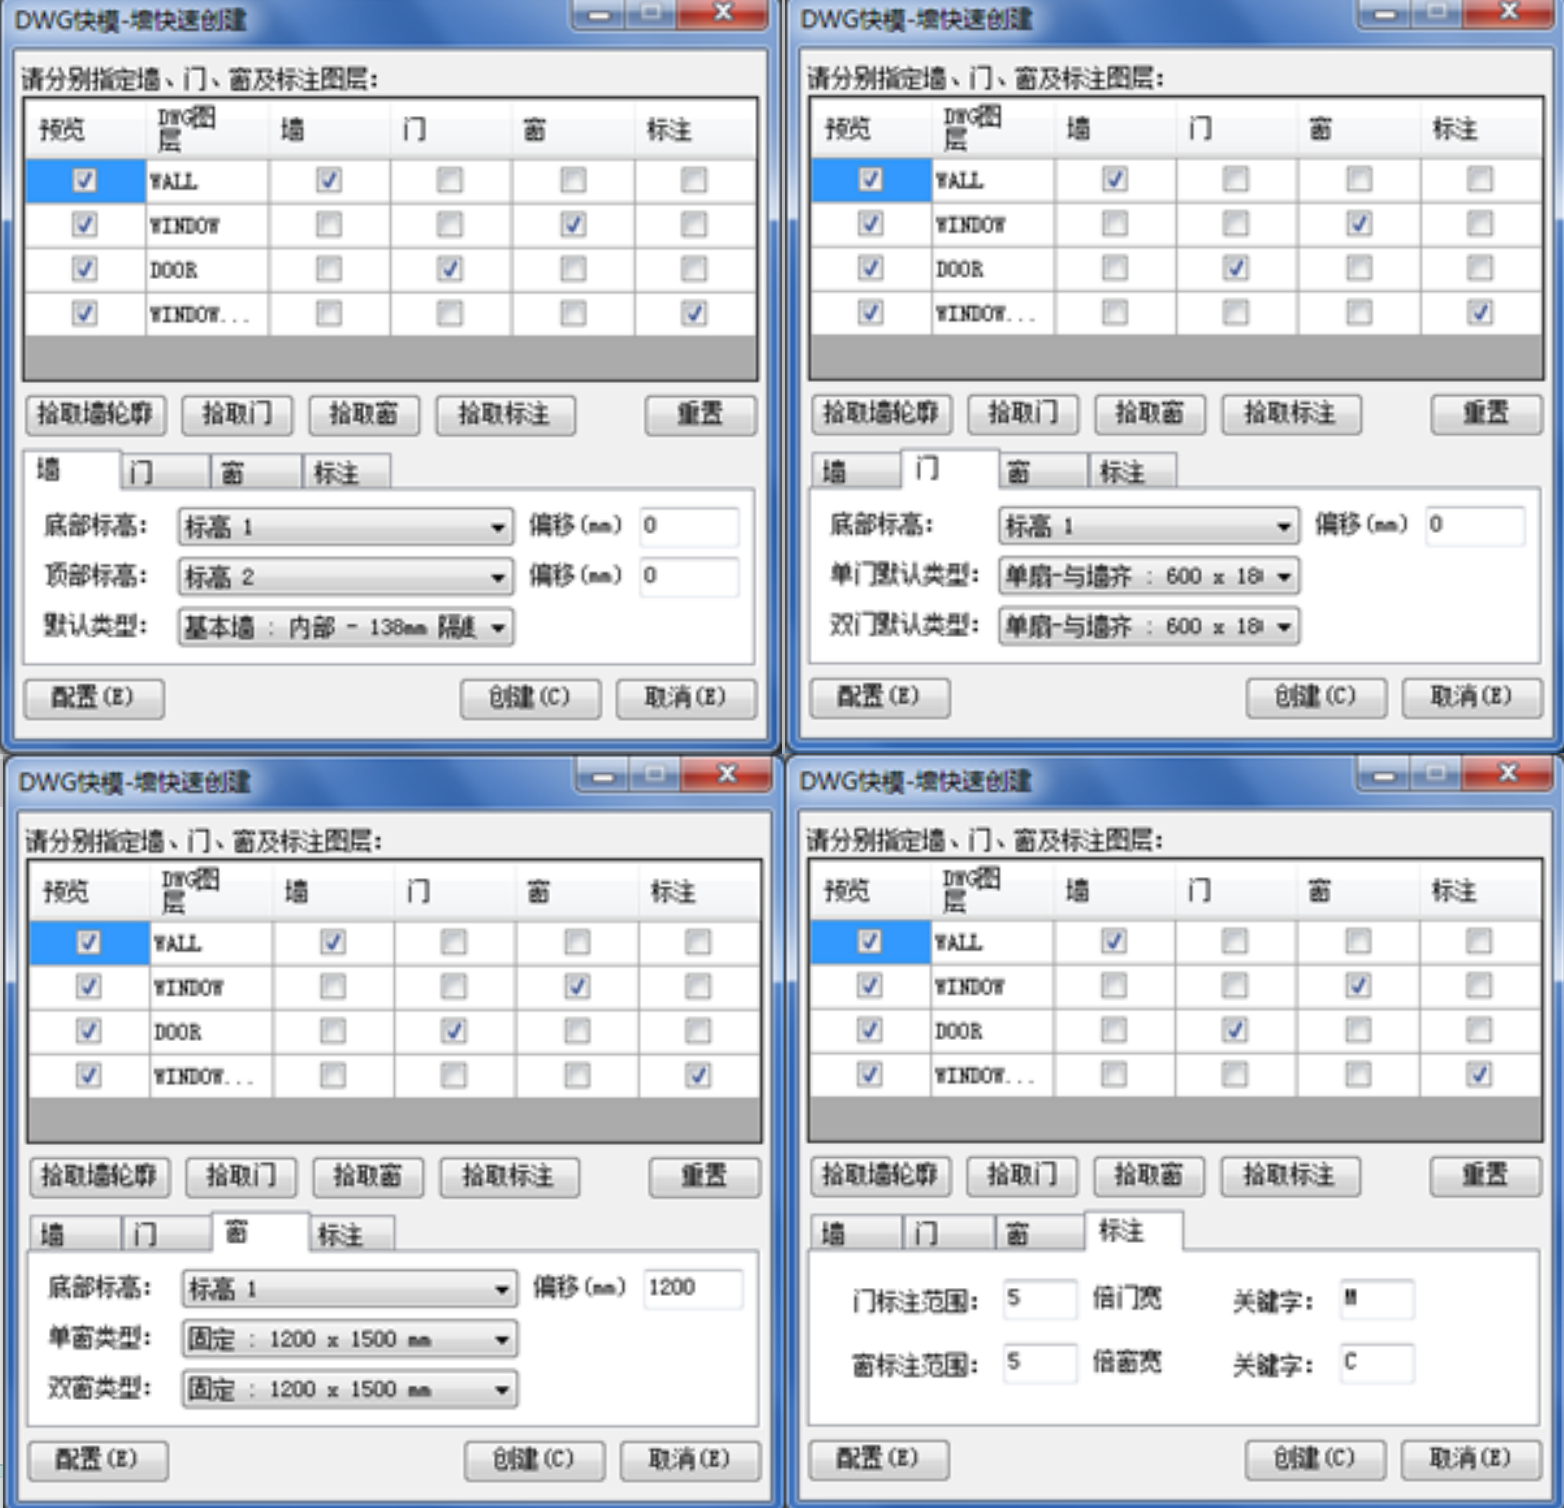 DWG快模-墙快速创建
请分别指定墙、门、窗及标注图层:
预览 DWG图层 墙 门 窗 标注
WALL
WINDOW
DOOR
WINDOW...
拾取墙轮廓 拾取门 拾取窗 拾取标注 重置
墙 门 窗 标注
底部标高: 标高 1 偏移(mm) 0
顶部标高: 标高 2 偏移(mm) 0
默认类型: 基本墙 : 内部 - 138mm 隔
配置(E) 创建(C) 取消(E)
DWG快模-墙快速创建
请分别指定墙、门、窗及标注图层:
预览 DWG图层 墙 门 窗 标注
WALL
WINDOW
DOOR
WINDOW...
拾取墙轮廓 拾取门 拾取窗 拾取标注 重置
墙 门 窗 标注
底部标高: 标高 1 偏移(mm) 0
单门默认类型: 单扇-与墙齐 : 600 x 18
双门默认类型: 单扇-与墙齐 : 600 x 18
配置(E) 创建(C) 取消(E)
DWG快模-墙快速创建
请分别指定墙、门、窗及标注图层:
预览 DWG图层 墙 门 窗 标注
WALL
WINDOW
DOOR
WINDOW...
拾取墙轮廓 拾取门 拾取窗 拾取标注 重置
墙 门 窗 标注
底部标高: 标高 1 偏移(mm) 1200
单窗类型: 固定 : 1200 x 1500 mm
双窗类型: 固定 : 1200 x 1500 mm
配置(E) 创建(C) 取消(E)
DWG快模-墙快速创建
请分别指定墙、门、窗及标注图层:
预览 DWG图层 墙 门 窗 标注
WALL
WINDOW
DOOR
WINDOW...
拾取墙轮廓 拾取门 拾取窗 拾取标注 重置
墙 门 窗 标注
门标注范围: 5 倍门宽 关键字: M
窗标注范围: 5 倍窗宽 关键字: C
配置(E) 创建(C) 取消(E)